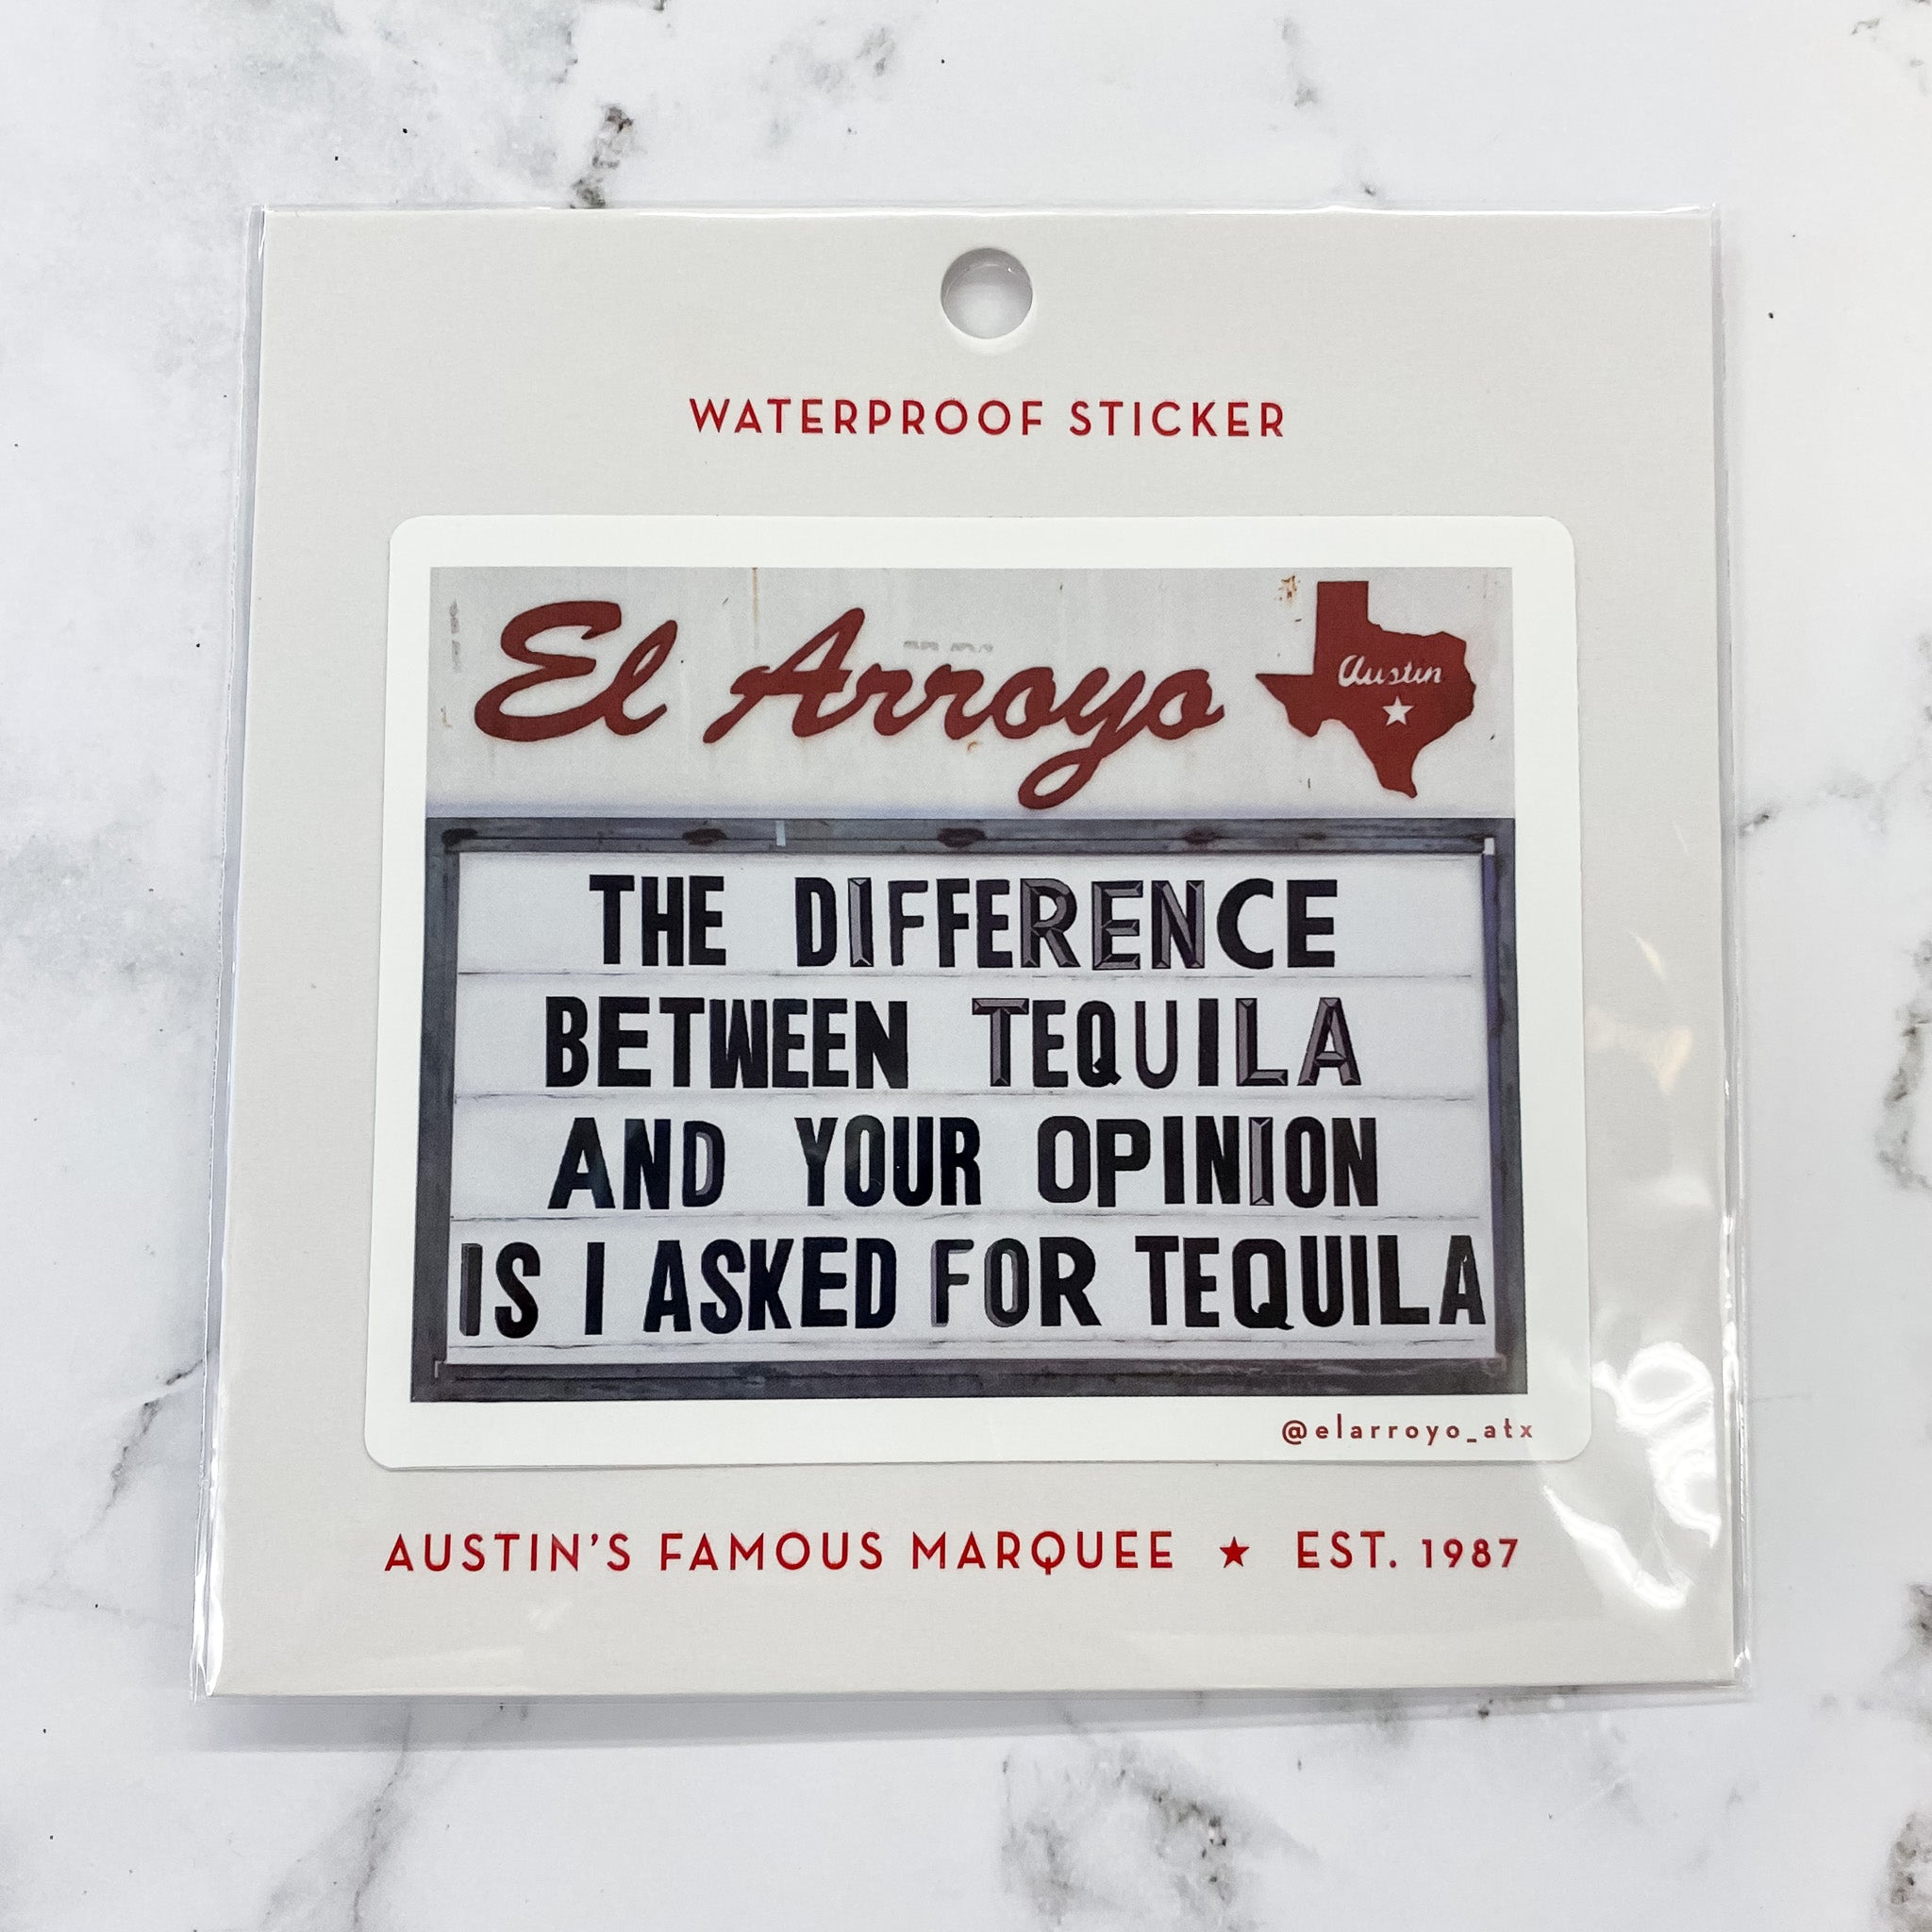 WATERPROOF STICKER
El Arroyo
Austin
THE DIFFERENCE
BETWEEN TEQUILA
AND YOUR OPINION
IS I ASKED FOR TEQUILA
@elarroyo_atx
AUSTIN'S FAMOUS MARQUEE ★ EST. 1987